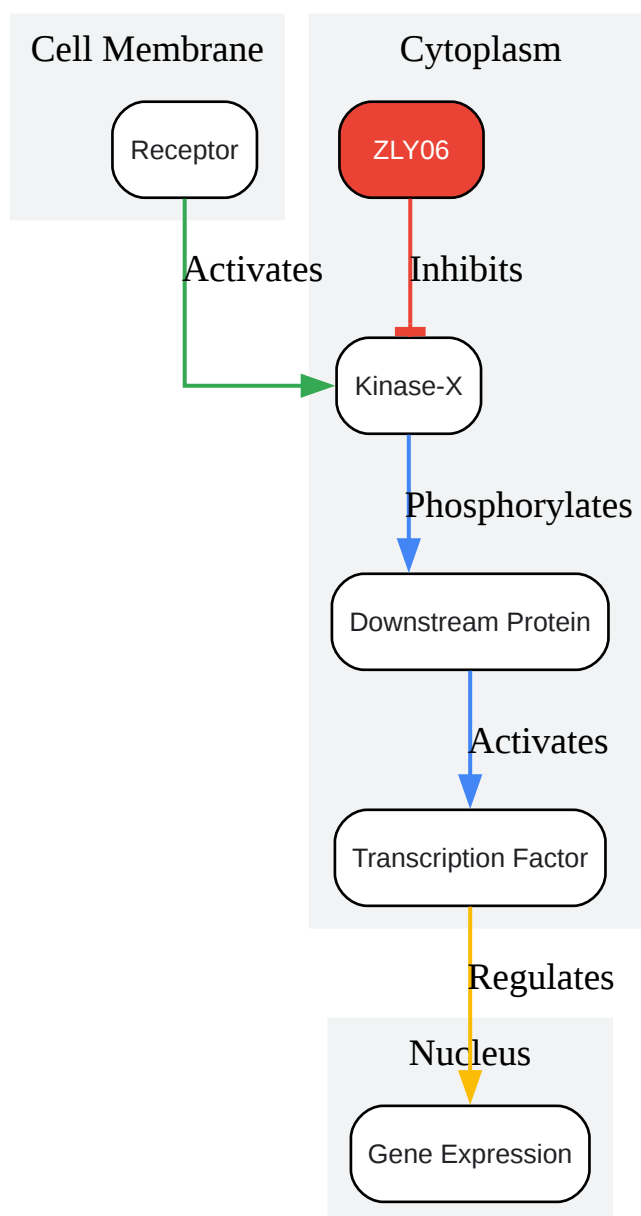 Cell Membrane
Cytoplasm
Receptor
ZLY06
Activates
Inhibits
Kinase-X
Phosphorylates
Downstream Protein
Activates
Transcription Factor
Regulates
Nucleus
Gene Expression